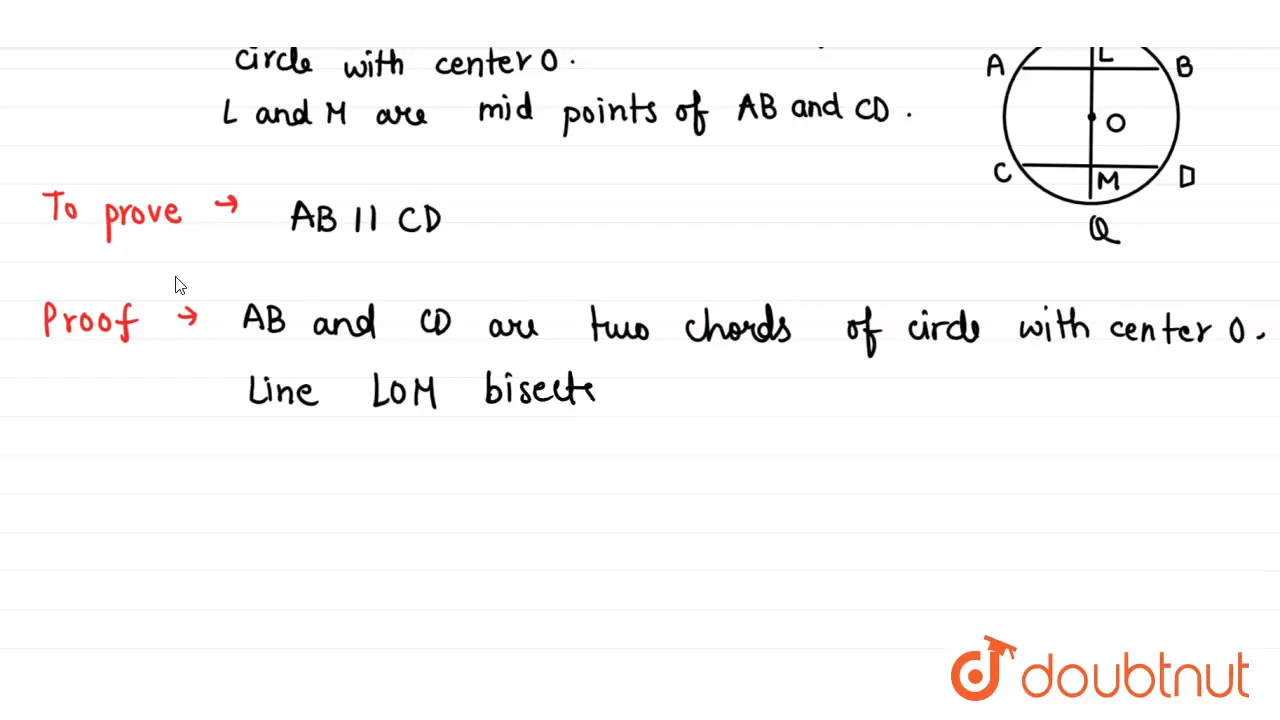 circle with center O.
L and M are mid points of AB and CD.
L
A B
O
C M D
Q
To prove → AB || CD
Proof → AB and CD are two chords of circle with center O.
Line LOM bisects
doubtnut